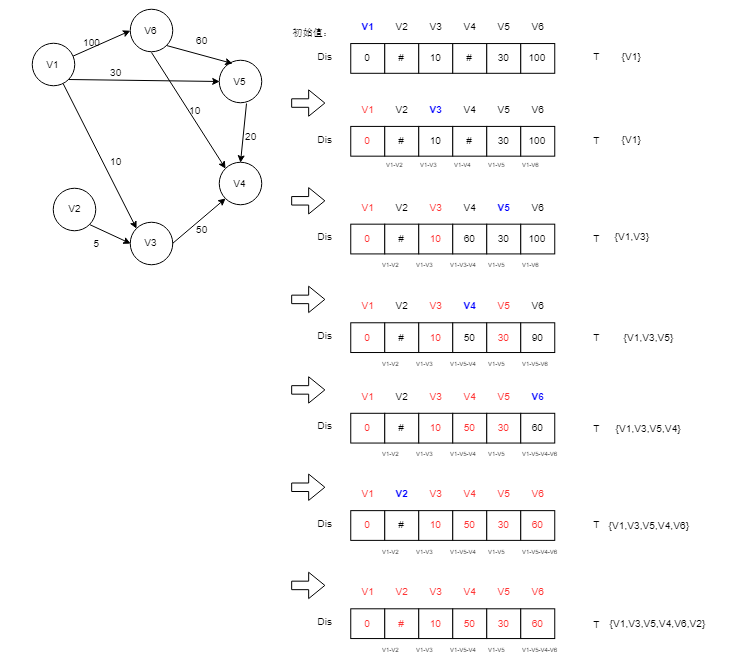 V6
100
60
V1
30
V5
10
20
10
V4
V2
50
5
V3
初始值:
V1 V2 V3 V4 V5 V6
Dis 0 # 10 # 30 100 T {V1}
V1 V2 V3 V4 V5 V6
Dis 0 # 10 # 30 100 T {V1}
V1-V2 V1-V3 V1-V4 V1-V5 V1-V6
V1 V2 V3 V4 V5 V6
Dis 0 # 10 60 30 100 T {V1,V3}
V1-V2 V1-V3 V1-V3-V4 V1-V5 V1-V6
V1 V2 V3 V4 V5 V6
Dis 0 # 10 50 30 90 T {V1,V3,V5}
V1-V2 V1-V3 V1-V5-V4 V1-V5 V1-V5-V6
V1 V2 V3 V4 V5 V6
Dis 0 # 10 50 30 60 T {V1,V3,V5,V4}
V1-V2 V1-V3 V1-V5-V4 V1-V5 V1-V5-V4-V6
V1 V2 V3 V4 V5 V6
Dis 0 # 10 50 30 60 T {V1,V3,V5,V4,V6}
V1-V2 V1-V3 V1-V5-V4 V1-V5 V1-V5-V4-V6
V1 V2 V3 V4 V5 V6
Dis 0 # 10 50 30 60 T {V1,V3,V5,V4,V6,V2}
V1-V2 V1-V3 V1-V5-V4 V1-V5 V1-V5-V4-V6